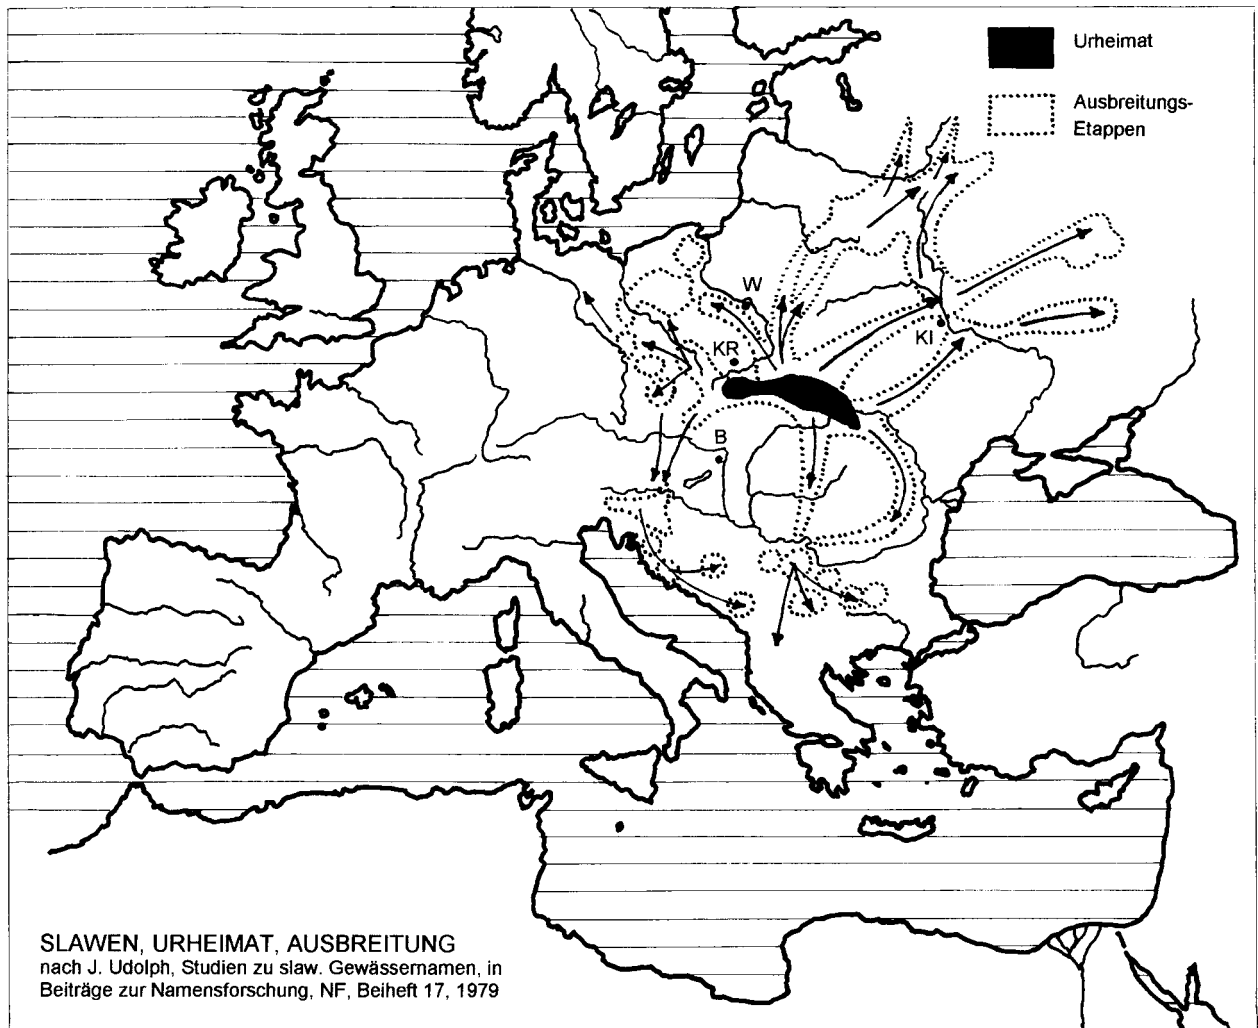 Urheimat
Ausbreitungs-
Etappen
W
KR
KI
B
SLAWEN, URHEIMAT, AUSBREITUNG
nach J. Udolph, Studien zu slaw. Gewässernamen, in
Beiträge zur Namensforschung, NF, Beiheft 17, 1979